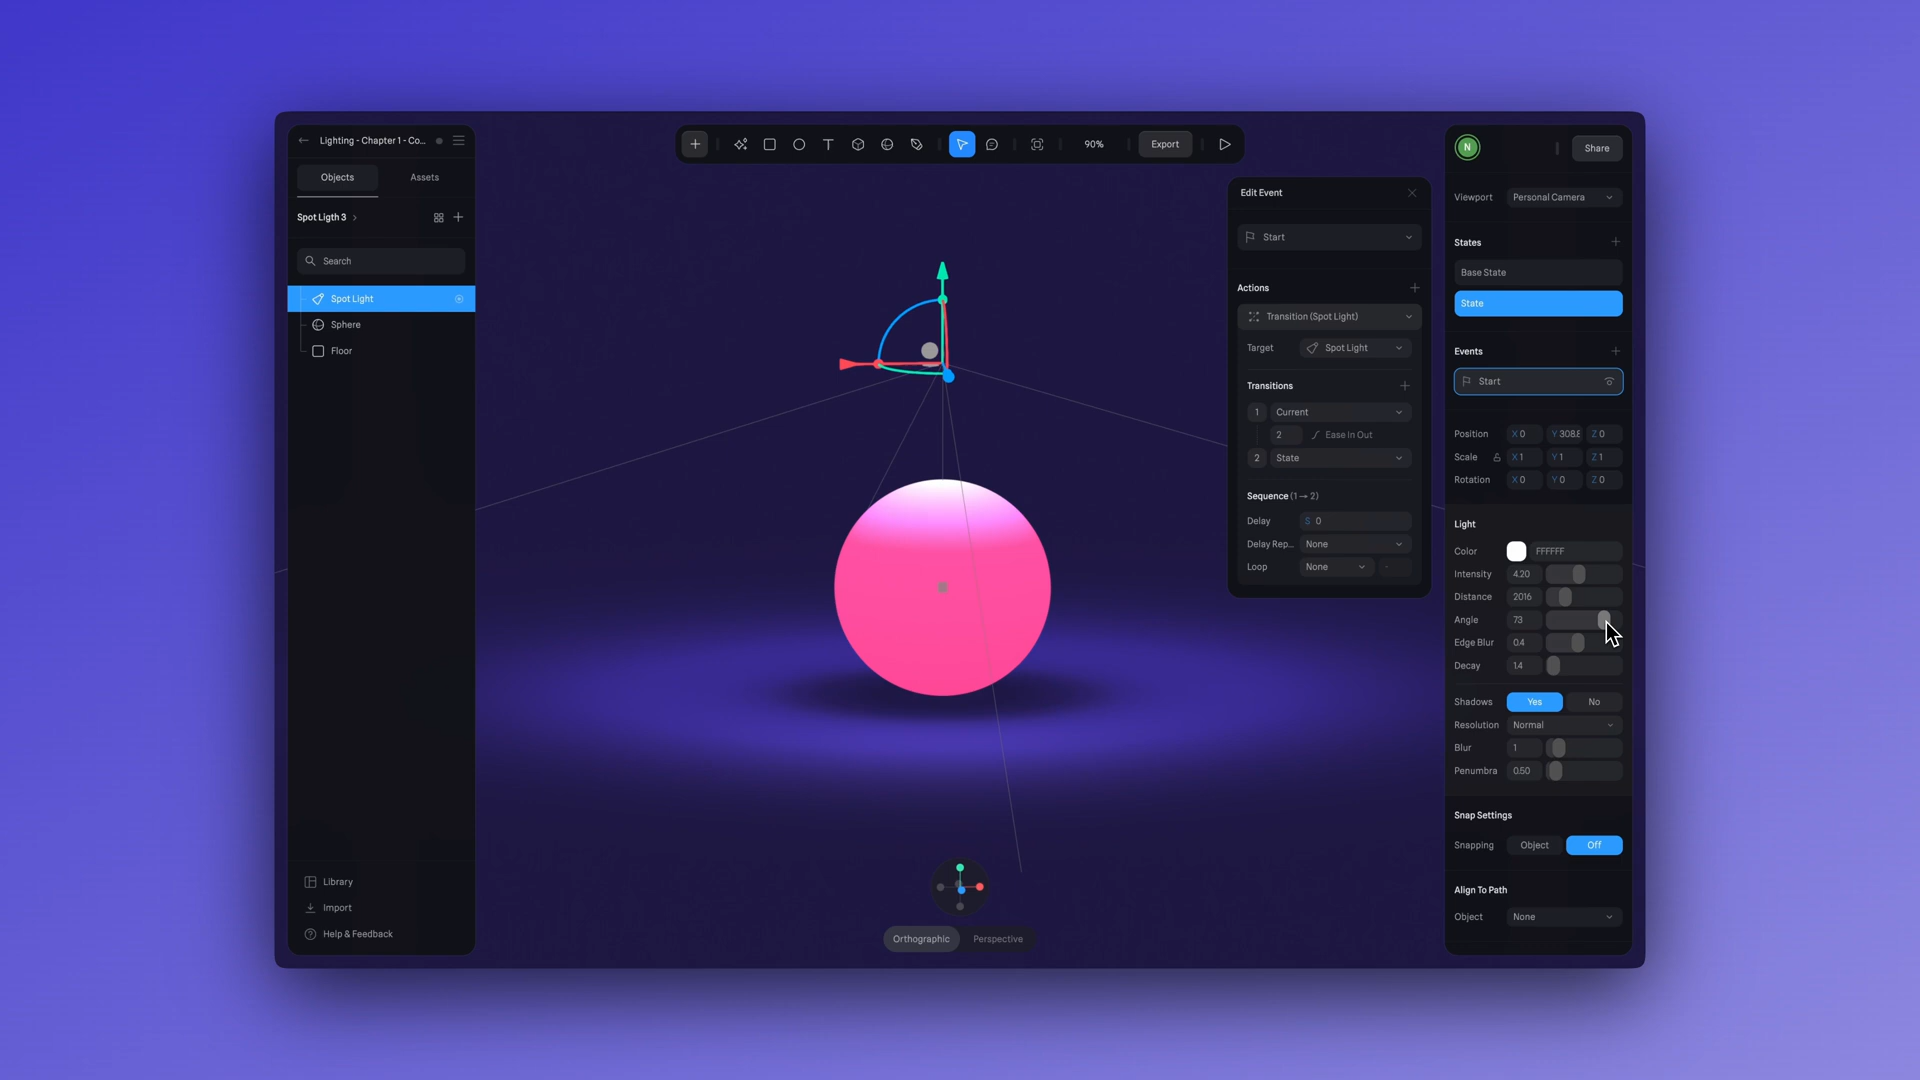 Lighting - Chapter 1 - Co...
Objects
Assets
Spot Ligth 3
Search
Spot Light
Sphere
Floor
Library
Import
Help & Feedback
T
90%
Export
Orthographic
Perspective
Edit Event
Start
Actions
Transition (Spot Light)
Target
Spot Light
Transitions
1
Current
2
Ease In Out
2
State
Sequence (1→2)
Delay
S 0
Delay Rep...
None
Loop
None
-
N
Share
Viewport
Personal Camera
States
Base State
State
Events
Start
Position X 0 Y 308.8 Z 0
Scale X 1 Y 1 Z 1
Rotation X 0 Y 0 Z 0
Light
Color FFFFFF
Intensity 4.20
Distance 2016
Angle 73
Edge Blur 0.4
Decay 1.4
Shadows Yes No
Resolution Normal
Blur 1
Penumbra 0.50
Snap Settings
Snapping Object Off
Align To Path
Object None